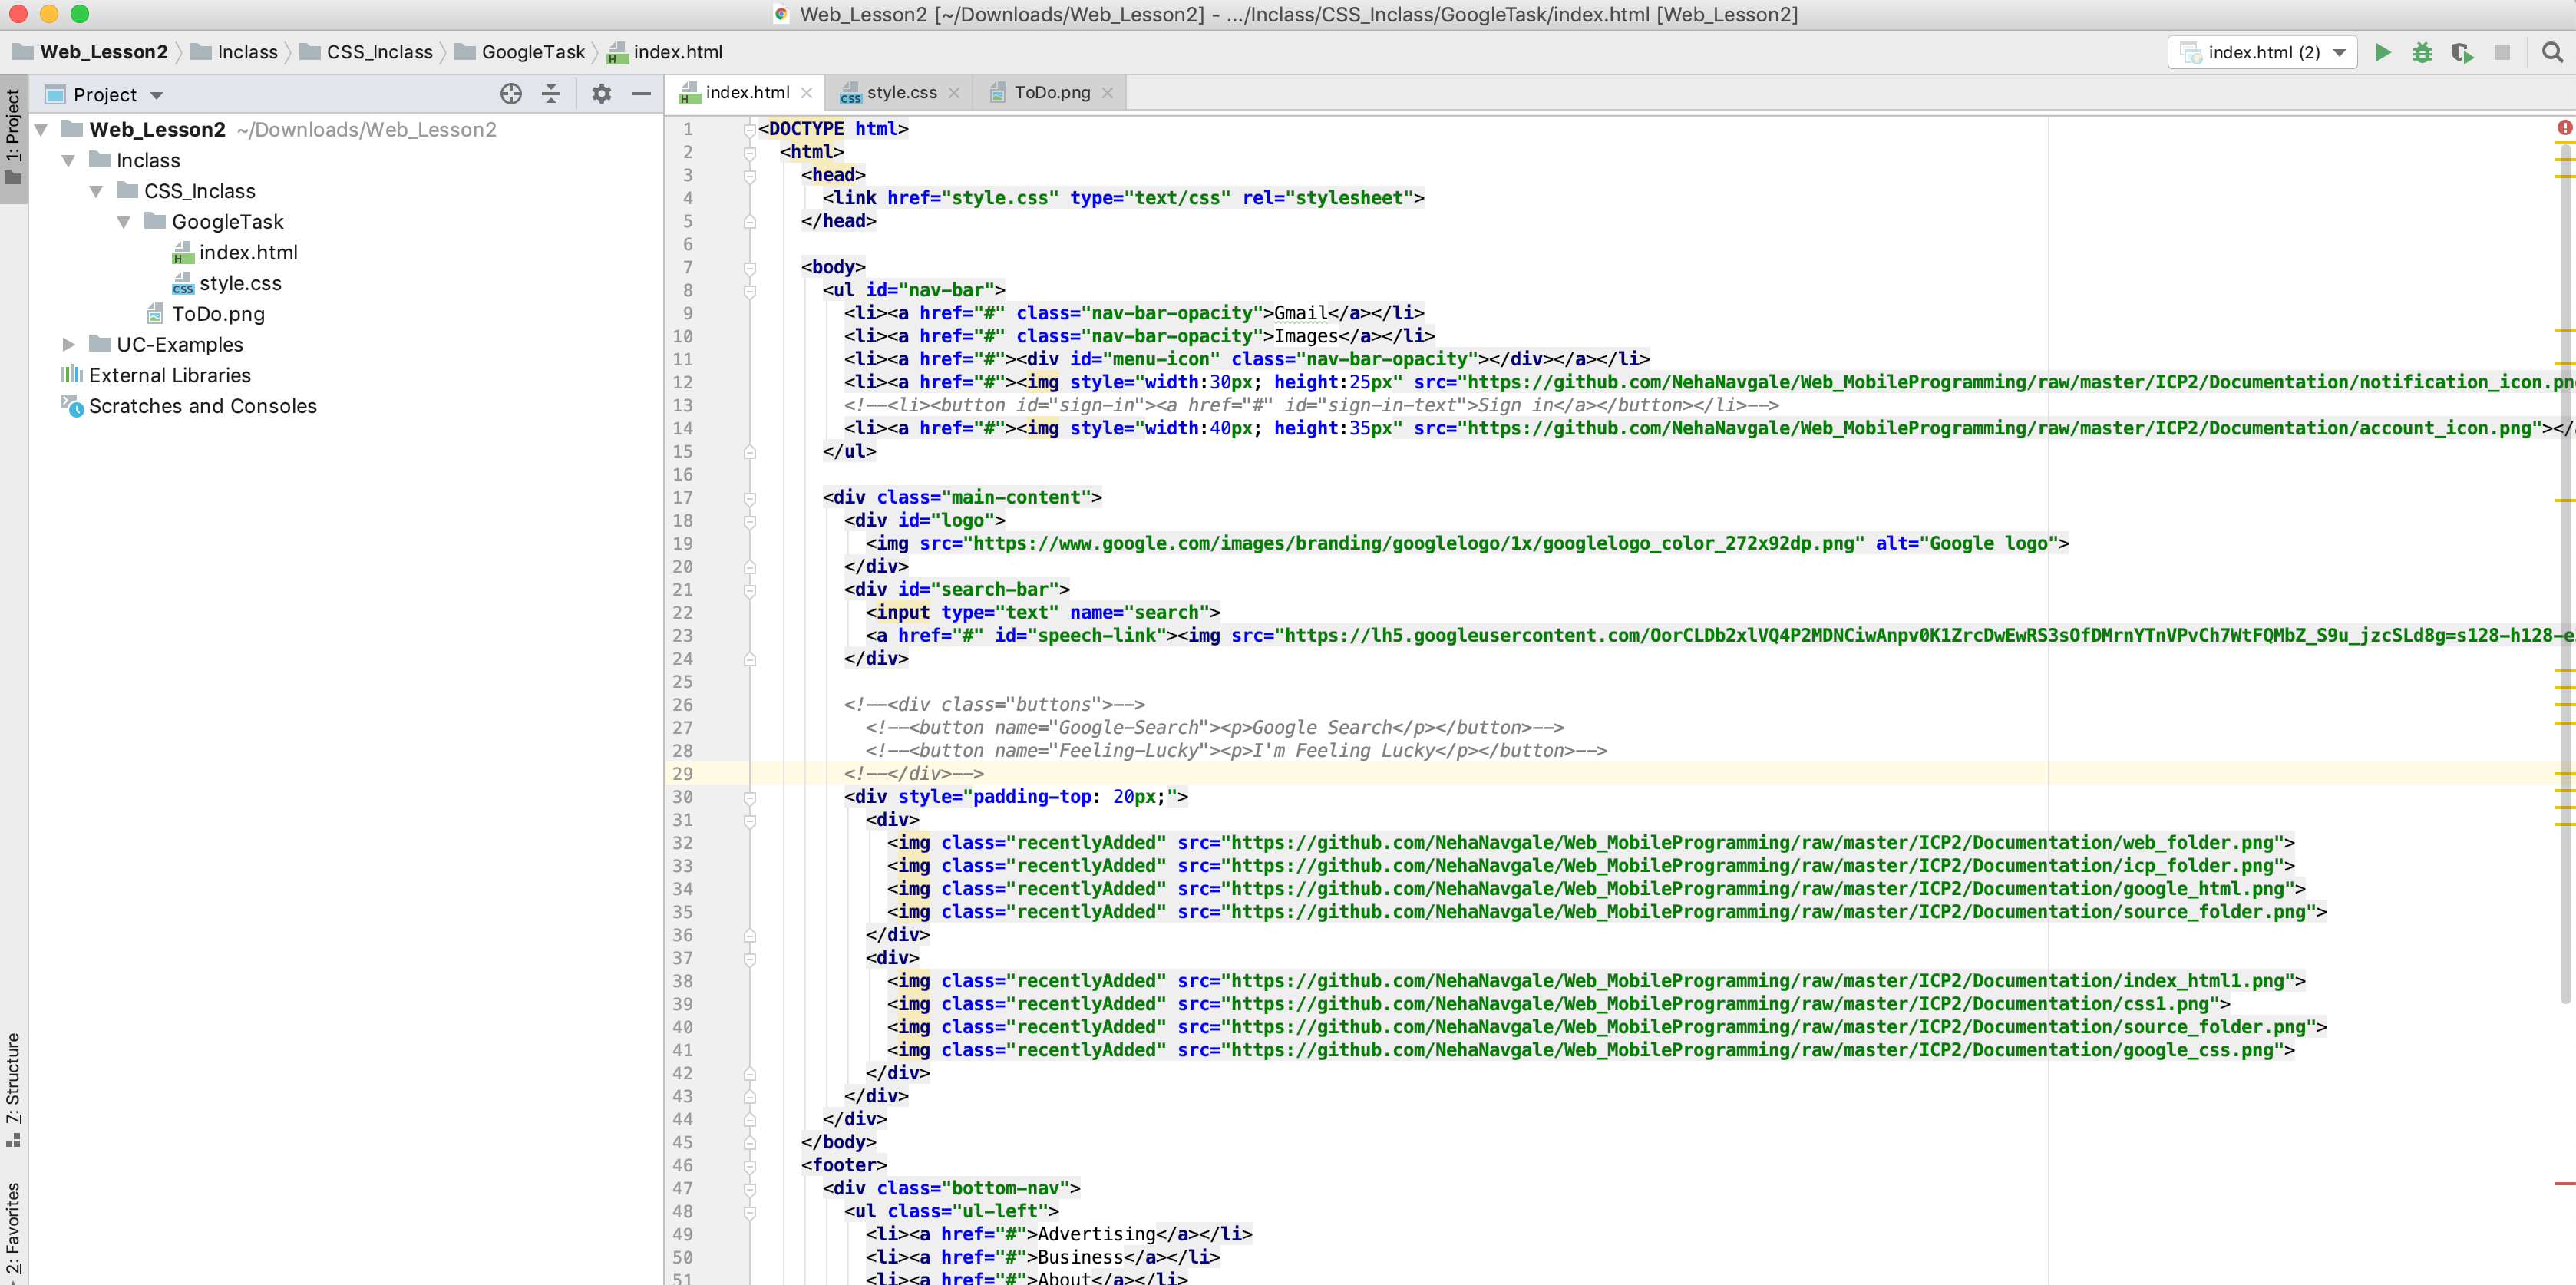 Web_Lesson2 [~/Downloads/Web_Lesson2] - .../Inclass/CSS_Inclass/GoogleTask/index.html [Web_Lesson2]
Web_Lesson2 Inclass CSS_Inclass GoogleTask index.html
index.html (2)
1: Project
7: Structure
2: Favorites
Project
Web_Lesson2 ~/Downloads/Web_Lesson2
Inclass
CSS_Inclass
GoogleTask
index.html
style.css
ToDo.png
UC-Examples
External Libraries
Scratches and Consoles
index.html style.css ToDo.png
1 <DOCTYPE html>
2 <html>
3 <head>
4 <link href="style.css" type="text/css" rel="stylesheet">
5 </head>
6
7 <body>
8 <ul id="nav-bar">
9 <li><a href="#" class="nav-bar-opacity">Gmail</a></li>
10 <li><a href="#" class="nav-bar-opacity">Images</a></li>
11 <li><a href="#"><div id="menu-icon" class="nav-bar-opacity"></div></a></li>
12 <li><a href="#"><img style="width:30px; height:25px" src="https://github.com/NehaNavgale/Web_MobileProgramming/raw/master/ICP2/Documentation/notification_icon.pn
13 <!--<li><button id="sign-in"><a href="#" id="sign-in-text">Sign in</a></button></li>-->
14 <li><a href="#"><img style="width:40px; height:35px" src="https://github.com/NehaNavgale/Web_MobileProgramming/raw/master/ICP2/Documentation/account_icon.png"></
15 </ul>
16
17 <div class="main-content">
18 <div id="logo">
19 <img src="https://www.google.com/images/branding/googlelogo/1x/googlelogo_color_272x92dp.png" alt="Google logo">
20 </div>
21 <div id="search-bar">
22 <input type="text" name="search">
23 <a href="#" id="speech-link"><img src="https://lh5.googleusercontent.com/OorCLDb2xlVQ4P2MDNCiwAnpv0K1ZrcDwEwRS3sOfDMrnYTnVPvCh7WtFQMbZ_S9u_jzcSLd8g=s128-h128-e
24 </div>
25
26 <!--<div class="buttons">-->
27 <!--<button name="Google-Search"><p>Google Search</p></button>-->
28 <!--<button name="Feeling-Lucky"><p>I'm Feeling Lucky</p></button>-->
29 <!--</div>-->
30 <div style="padding-top: 20px;">
31 <div>
32 <img class="recentlyAdded" src="https://github.com/NehaNavgale/Web_MobileProgramming/raw/master/ICP2/Documentation/web_folder.png">
33 <img class="recentlyAdded" src="https://github.com/NehaNavgale/Web_MobileProgramming/raw/master/ICP2/Documentation/icp_folder.png">
34 <img class="recentlyAdded" src="https://github.com/NehaNavgale/Web_MobileProgramming/raw/master/ICP2/Documentation/google_html.png">
35 <img class="recentlyAdded" src="https://github.com/NehaNavgale/Web_MobileProgramming/raw/master/ICP2/Documentation/source_folder.png">
36 </div>
37 <div>
38 <img class="recentlyAdded" src="https://github.com/NehaNavgale/Web_MobileProgramming/raw/master/ICP2/Documentation/index_html1.png">
39 <img class="recentlyAdded" src="https://github.com/NehaNavgale/Web_MobileProgramming/raw/master/ICP2/Documentation/css1.png">
40 <img class="recentlyAdded" src="https://github.com/NehaNavgale/Web_MobileProgramming/raw/master/ICP2/Documentation/source_folder.png">
41 <img class="recentlyAdded" src="https://github.com/NehaNavgale/Web_MobileProgramming/raw/master/ICP2/Documentation/google_css.png">
42 </div>
43 </div>
44 </div>
45 </body>
46 <footer>
47 <div class="bottom-nav">
48 <ul class="ul-left">
49 <li><a href="#">Advertising</a></li>
50 <li><a href="#">Business</a></li>
51 <li><a href="#">About</a></li>